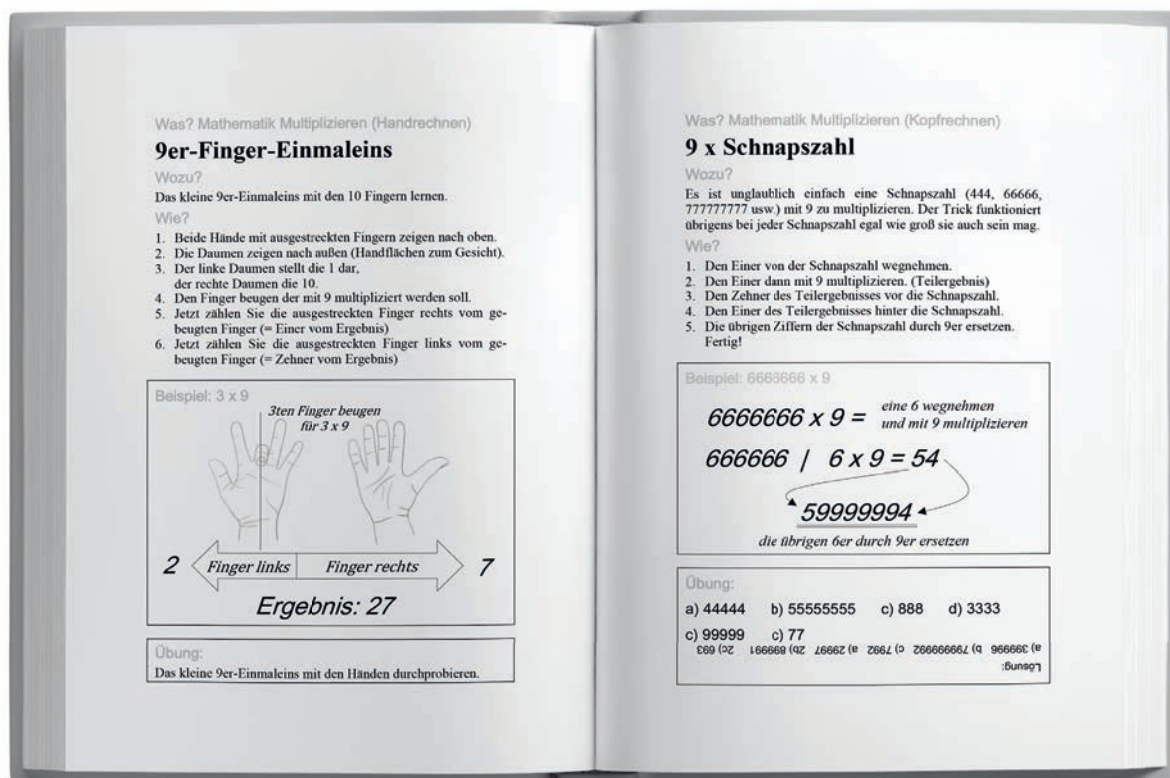 Was? Mathematik Multiplizieren (Handrechnen)
9er-Finger-Einmaleins
Wozu?
Das kleine 9er-Einmaleins mit den 10 Fingern lernen.
Wie?
1. Beide Hände mit ausgestreckten Fingern zeigen nach oben.
2. Die Daumen zeigen nach außen (Handflächen zum Gesicht).
3. Der linke Daumen stellt die 1 dar,
der rechte Daumen die 10.
4. Den Finger beugen der mit 9 multipliziert werden soll.
5. Jetzt zählen Sie die ausgestreckten Finger rechts vom ge-
beugten Finger (= Einer vom Ergebnis)
6. Jetzt zählen Sie die ausgestreckten Finger links vom ge-
beugten Finger (= Zehner vom Ergebnis)
Beispiel: 3 x 9
3ten Finger beugen
für 3 x 9
2 Finger links Finger rechts 7
Ergebnis: 27
Übung:
Das kleine 9er-Einmaleins mit den Händen durchprobieren.
Was? Mathematik Multiplizieren (Kopfrechnen)
9 x Schnapszahl
Wozu?
Es ist unglaublich einfach eine Schnapszahl (444, 66666,
777777777 usw.) mit 9 zu multiplizieren. Der Trick funktioniert
übrigens bei jeder Schnapszahl egal wie groß sie auch sein mag.
Wie?
1. Den Einer von der Schnapszahl wegnehmen.
2. Den Einer dann mit 9 multiplizieren. (Teilergebnis)
3. Den Zehner des Teilergebnisses vor die Schnapszahl.
4. Den Einer des Teilergebnisses hinter die Schnapszahl.
5. Die übrigen Ziffern der Schnapszahl durch 9er ersetzen.
Fertig!
Beispiel: 6666666 x 9
6666666 x 9 = eine 6 wegnehmen
und mit 9 multiplizieren
666666 / 6 x 9 = 54
59999994
die übrigen 6er durch 9er ersetzen
Übung:
a) 44444 b) 55555555 c) 888 d) 3333
c) 99999 c) 77
Lösung:
a) 399996 b) c) 7992 a) 29997 2b) 899991 2c) 693